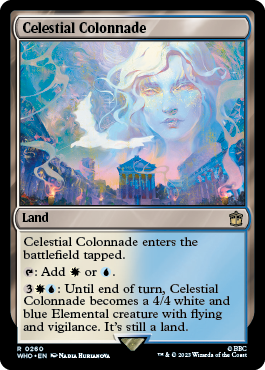 Celestial Colonnade
Land
Celestial Colonnade enters the
battlefield tapped.
: Add or .
3: Until end of turn, Celestial
Colonnade becomes a 4/4 white and
blue Elemental creature with flying
and vigilance. It's still a land.
R 0260
© BBC
WHO • EN Nadia Hurianova
™ & © 2023 Wizards of the Coast